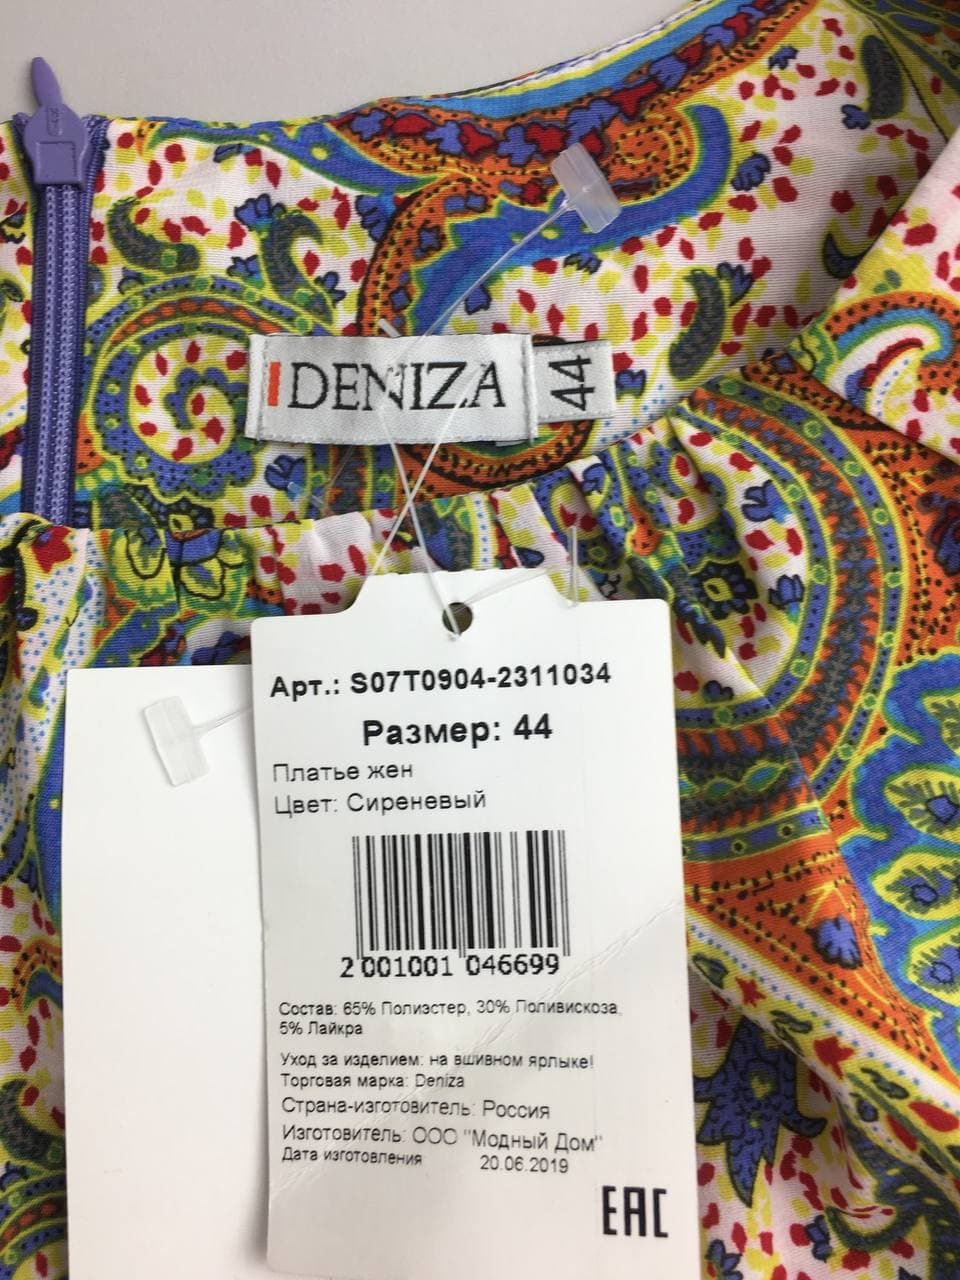 DENIZA
44
Арт.: S07T0904-2311034
Размер: 44
Платье жен
Цвет: Сиреневый
2 001001 046699
Состав: 65% Полиэстер, 30% Поливискоза,
5% Лайкра
Уход за изделием: на вшивном ярлыке!
Торговая марка: Deniza
Страна-изготовитель: Россия
Изготовитель: ООО "Модный Дом"
Дата изготовления 20.06.2019
EAC